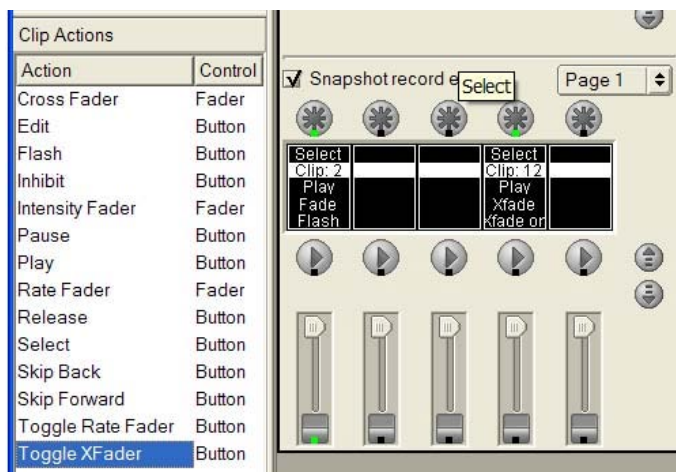 Clip Actions
Action Control
Cross Fader Fader
Edit Button
Flash Button
Inhibit Button
Intensity Fader Fader
Pause Button
Play Button
Rate Fader Fader
Release Button
Select Button
Skip Back Button
Skip Forward Button
Toggle Rate Fader Button
Toggle XFader Button
Snapshot record e
Select
Page 1
Select
Clip: 2
Play
Fade
Flash
Select
Clip: 12
Play
Xfade
Xfade on